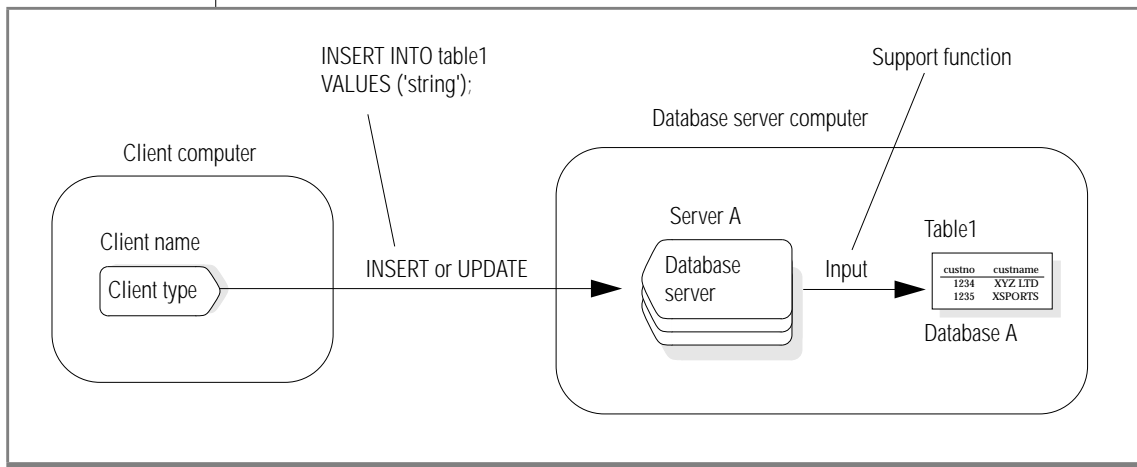 INSERT INTO table1
VALUES ('string');
Support function
Database server computer
Client computer
Server A
Client name
Table1
Client type
INSERT or UPDATE
Database
server
Input
custno custname
1234 XYZ LTD
1235 XSPORTS
Database A